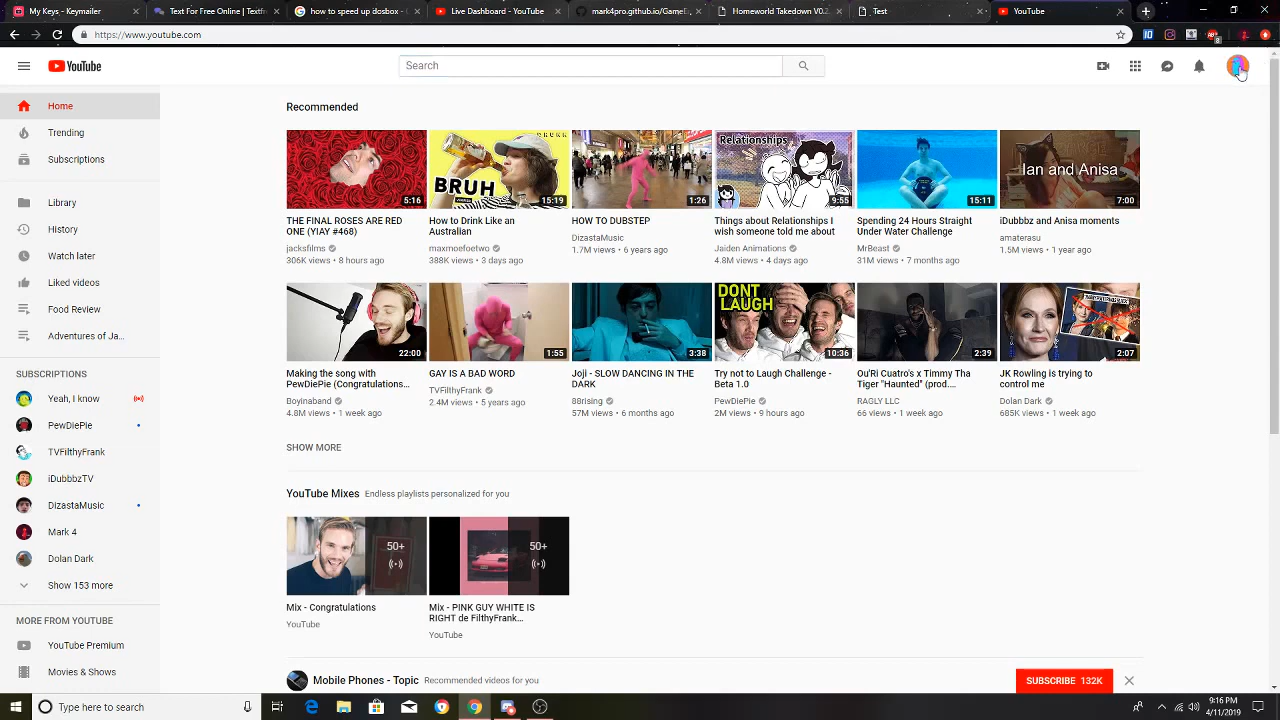 My Keys - Keymailer
Text For Free Online | Textf
how to speed up dosbox -
Live Dashboard - YouTube
mark4pro.github.io/GameE
Homeworld Takedown V0.2
Test
YouTube
https://www.youtube.com
YouTube
Search
Home
Trending
Subscriptions
Library
History
Watch later
Liked videos
Food Review
Adventures of Ja...
SUBSCRIPTIONS
Yeah, I know
PewDiePie
TVFilthyFrank
iDubbbzTV
DizastaMusic
Mark 4
Dolan Dark
Show 153 more
MORE FROM YOUTUBE
YouTube Premium
Movies & Shows
Recommended
5:16
THE FINAL ROSES ARE RED
ONE (YIAY #468)
jacksfilms
306K views • 8 hours ago
BRUH
15:19
How to Drink Like an
Australian
maxmoefoetwo
388K views • 3 days ago
1:26
HOW TO DUBSTEP
DizastaMusic
1.7M views • 6 years ago
Relationships
9:55
Things about Relationships I
wish someone told me about
Jaiden Animations
4.8M views • 4 days ago
15:11
Spending 24 Hours Straight
Under Water Challenge
MrBeast
31M views • 7 months ago
Ian and Anisa
7:00
iDubbbz and Anisa moments
amaterasu
1.5M views • 1 year ago
22:00
Making the song with
PewDiePie (Congratulations...
Boyinaband
4.8M views • 1 week ago
1:55
GAY IS A BAD WORD
TVFilthyFrank
2.4M views • 5 years ago
3:38
Joji - SLOW DANCING IN THE
DARK
88rising
57M views • 6 months ago
DONT
LAUGH
10:36
Try not to Laugh Challenge -
Beta 1.0
PewDiePie
2M views • 9 hours ago
2:39
Ou'Ri Cuatro's x Timmy Tha
Tiger "Haunted" (prod....
RAGLY LLC
66 views • 1 week ago
2:07
JK Rowling is trying to
control me
Dolan Dark
685K views • 1 week ago
SHOW MORE
YouTube Mixes Endless playlists personalized for you
50+
Mix - Congratulations
YouTube
50+
Mix - PINK GUY WHITE IS
RIGHT de FilthyFrank...
YouTube
Mobile Phones - Topic Recommended videos for you
SUBSCRIBE 132K
Type here to search
9:16 PM
4/11/2019